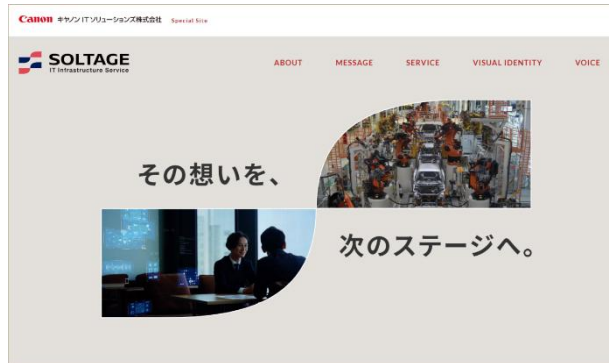 Canon キヤノンITソリューションズ株式会社 Special Site
SOLTAGE
IT Infrastructure Service
ABOUT MESSAGE SERVICE VISUAL IDENTITY VOICE
その想いを、
次のステージへ。